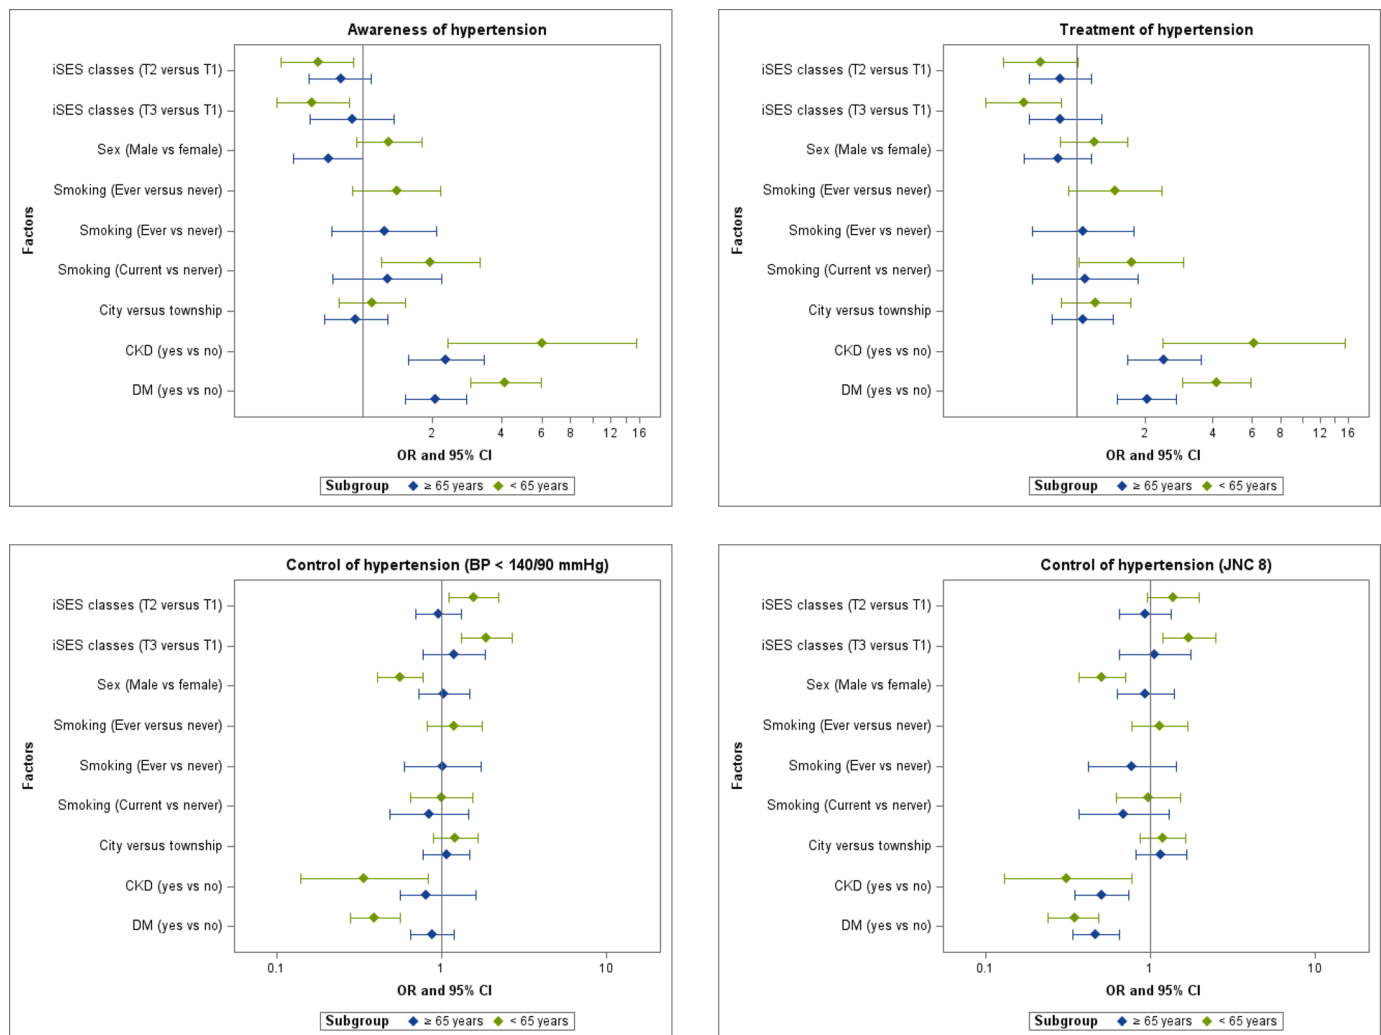 Awareness of hypertension
Factors
iSES classes (T2 versus T1)
iSES classes (T3 versus T1)
Sex (Male vs female)
Smoking (Ever versus never)
Smoking (Ever vs never)
Smoking (Current vs nerver)
City versus township
CKD (yes vs no)
DM (yes vs no)
2 4 6 8 12 16
OR and 95% CI
Subgroup ≥ 65 years < 65 years
Treatment of hypertension
Factors
iSES classes (T2 versus T1)
iSES classes (T3 versus T1)
Sex (Male vs female)
Smoking (Ever versus never)
Smoking (Ever vs never)
Smoking (Current vs nerver)
City versus township
CKD (yes vs no)
DM (yes vs no)
2 4 6 8 12 16
OR and 95% CI
Subgroup ≥ 65 years < 65 years
Control of hypertension (BP < 140/90 mmHg)
Factors
iSES classes (T2 versus T1)
iSES classes (T3 versus T1)
Sex (Male vs female)
Smoking (Ever versus never)
Smoking (Ever vs never)
Smoking (Current vs nerver)
City versus township
CKD (yes vs no)
DM (yes vs no)
0.1 1 10
OR and 95% CI
Subgroup ≥ 65 years < 65 years
Control of hypertension (JNC 8)
Factors
iSES classes (T2 versus T1)
iSES classes (T3 versus T1)
Sex (Male vs female)
Smoking (Ever versus never)
Smoking (Ever vs never)
Smoking (Current vs nerver)
City versus township
CKD (yes vs no)
DM (yes vs no)
0.1 1 10
OR and 95% CI
Subgroup ≥ 65 years < 65 years